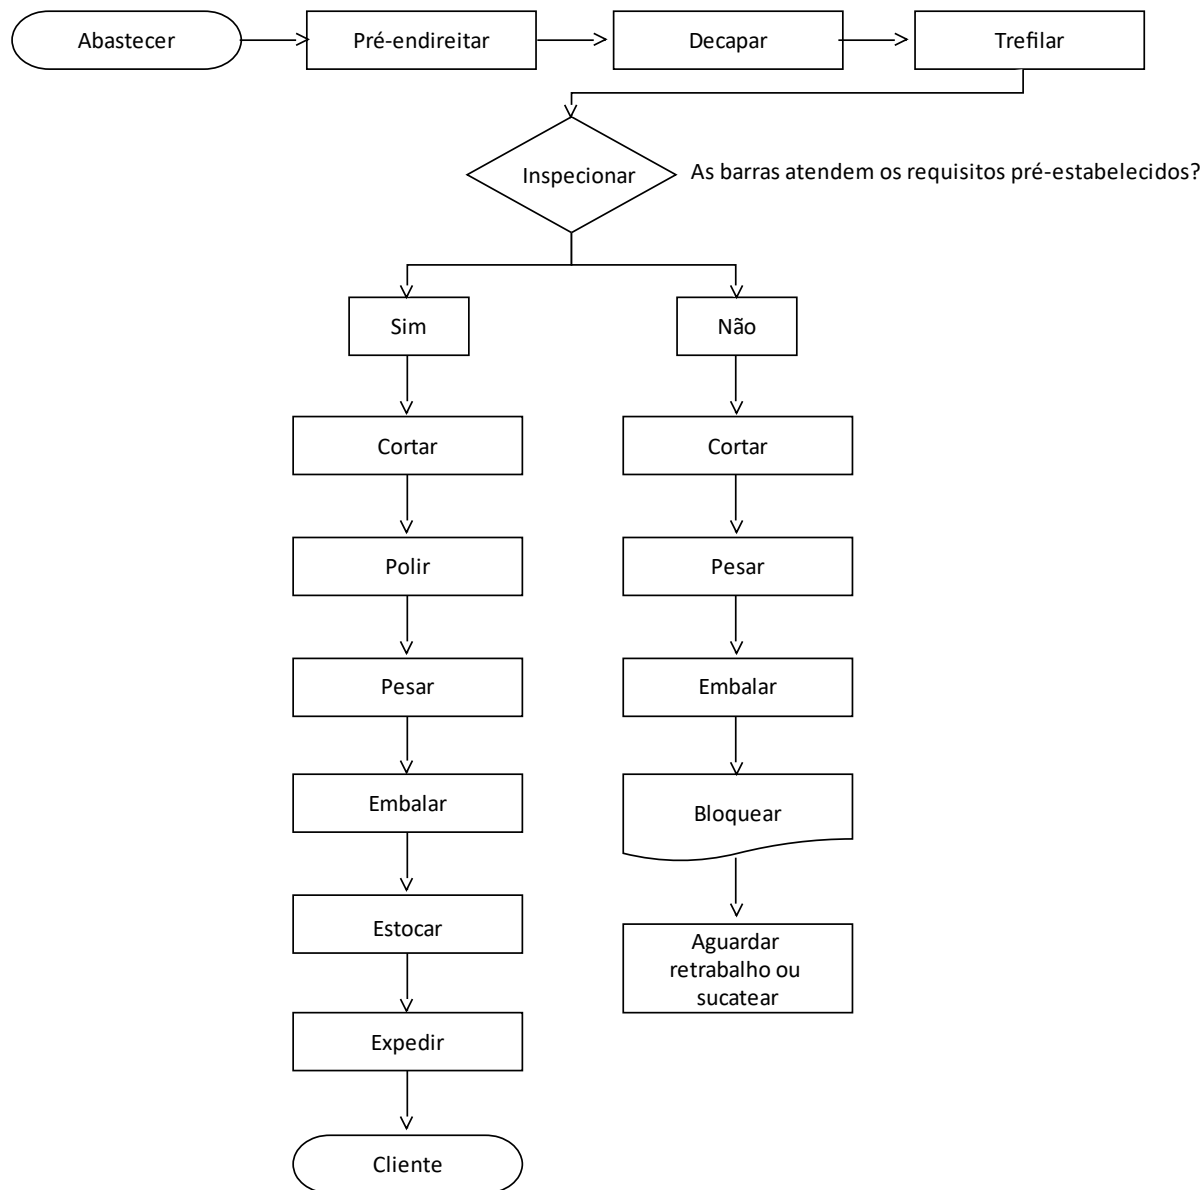 Abastecer
Pré-endireitar
Decapar
Trefilar
Inspecionar
As barras atendem os requisitos pré-estabelecidos?
Sim
Não
Cortar
Cortar
Polir
Pesar
Pesar
Embalar
Embalar
Bloquear
Estocar
Aguardar
retrabalho ou
sucatear
Expedir
Cliente